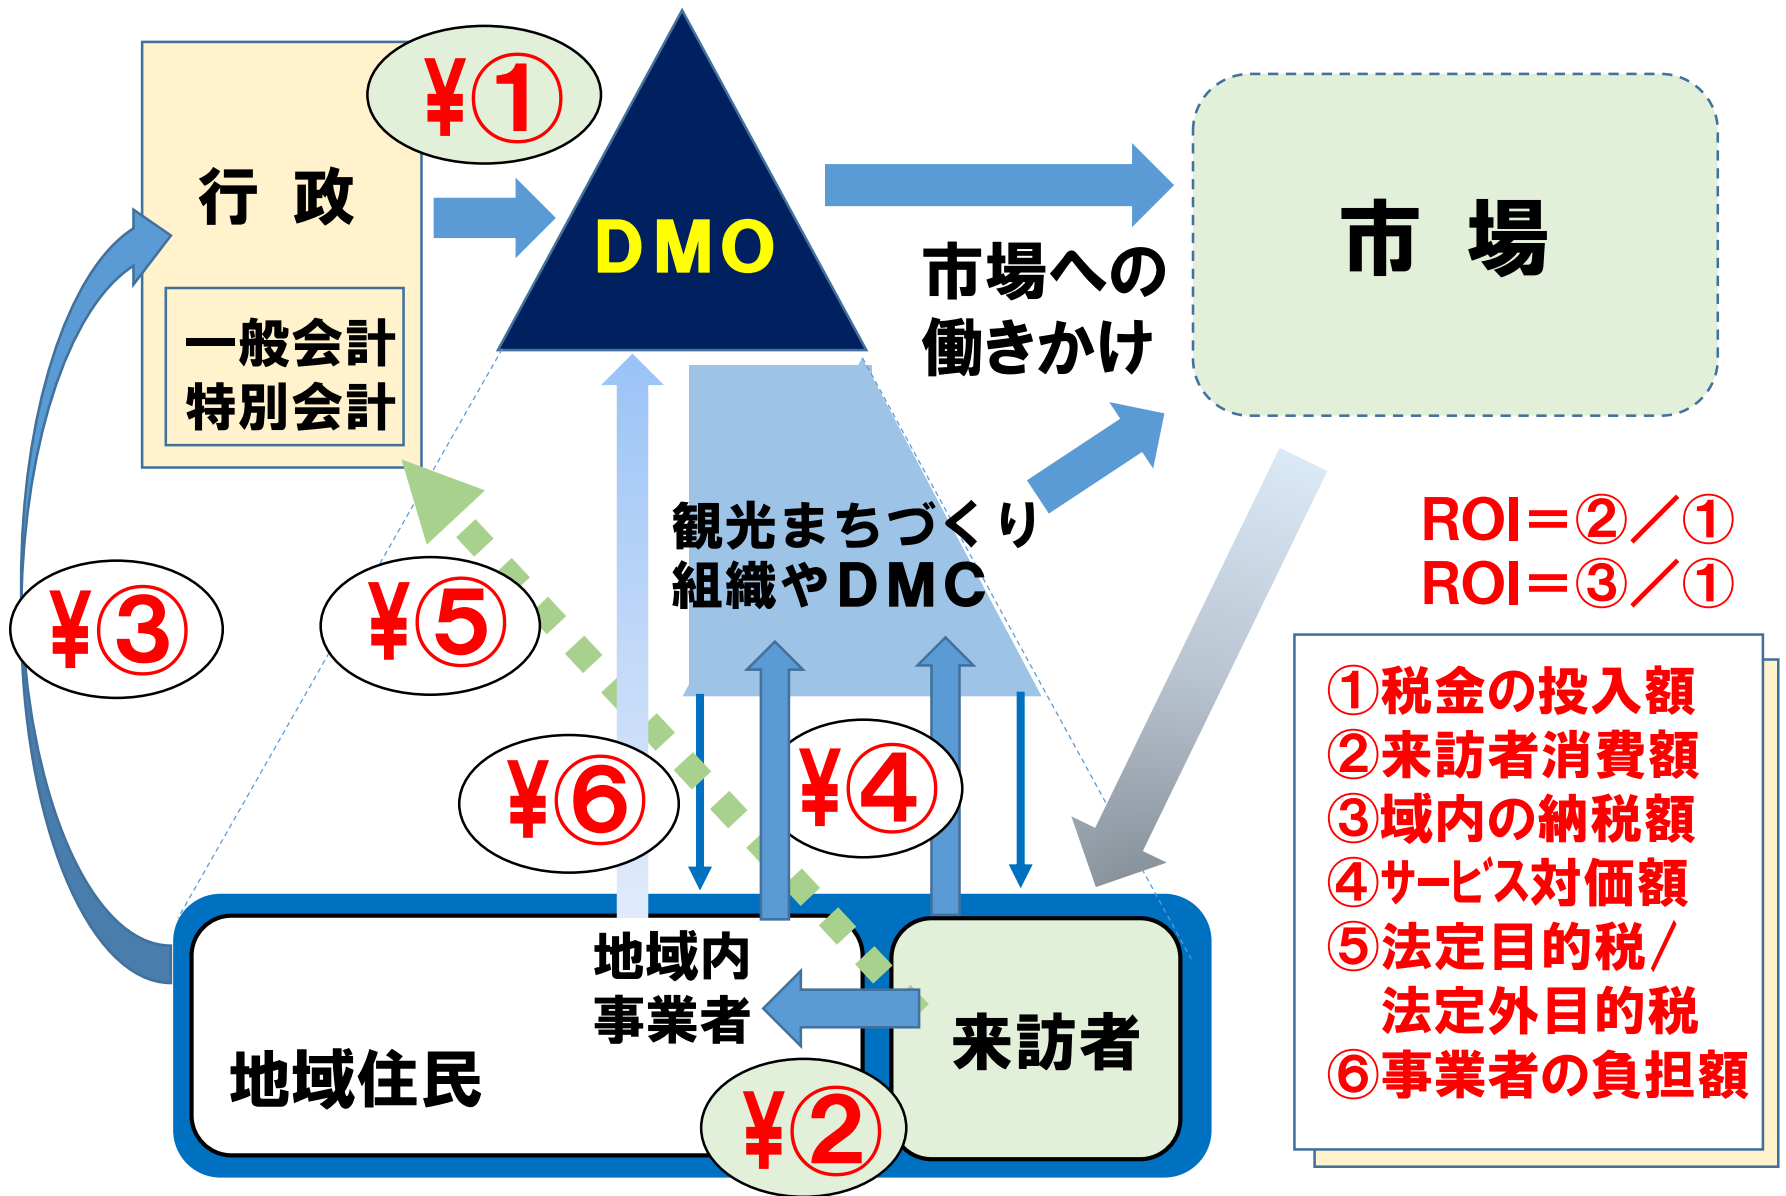 ¥①
行 政
一般会計
特別会計
DMO
市場への
働きかけ
市 場
観光まちづくり
組織やDMC
¥③
¥⑤
¥⑥
¥④
ROI=②/①
ROI=③/①
①税金の投入額
②来訪者消費額
③域内の納税額
④サービス対価額
⑤法定目的税/
法定外目的税
⑥事業者の負担額
地域内
事業者
地域住民
来訪者
¥②